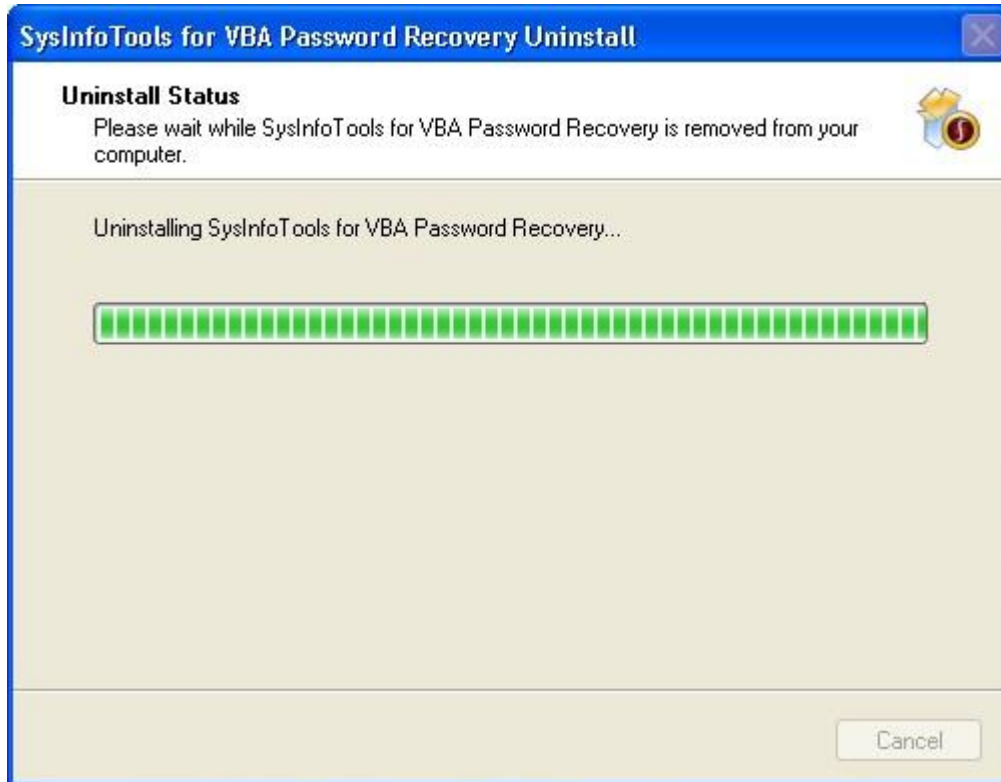 SysInfoTools for VBA Password Recovery Uninstall
Uninstall Status
Please wait while SysInfoTools for VBA Password Recovery is removed from your
computer.
Uninstalling SysInfoTools for VBA Password Recovery...
Cancel